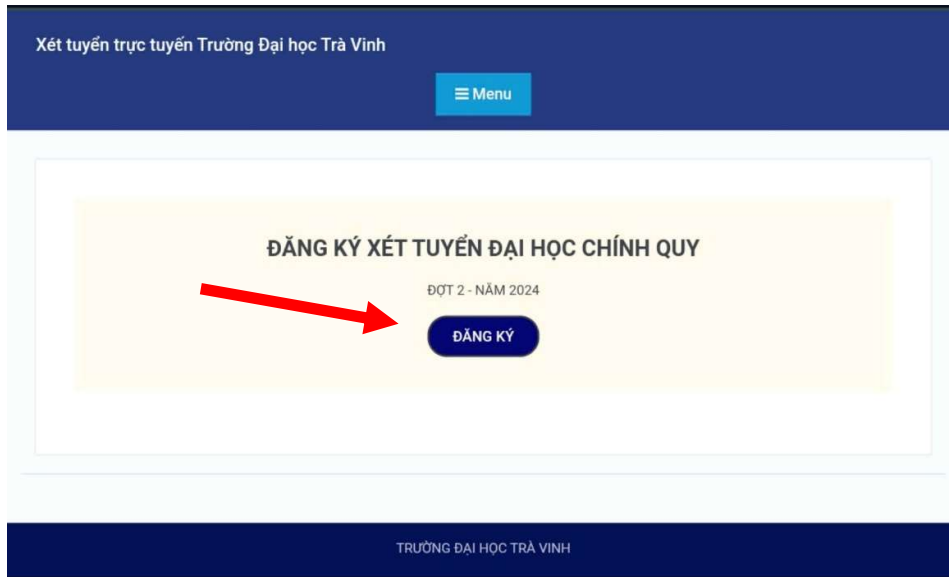 Xét tuyển trực tuyến Trường Đại học Trà Vinh
Menu
ĐĂNG KÝ XÉT TUYỂN ĐẠI HỌC CHÍNH QUY
ĐỢT 2 - NĂM 2024
ĐĂNG KÝ
TRƯỜNG ĐẠI HỌC TRÀ VINH